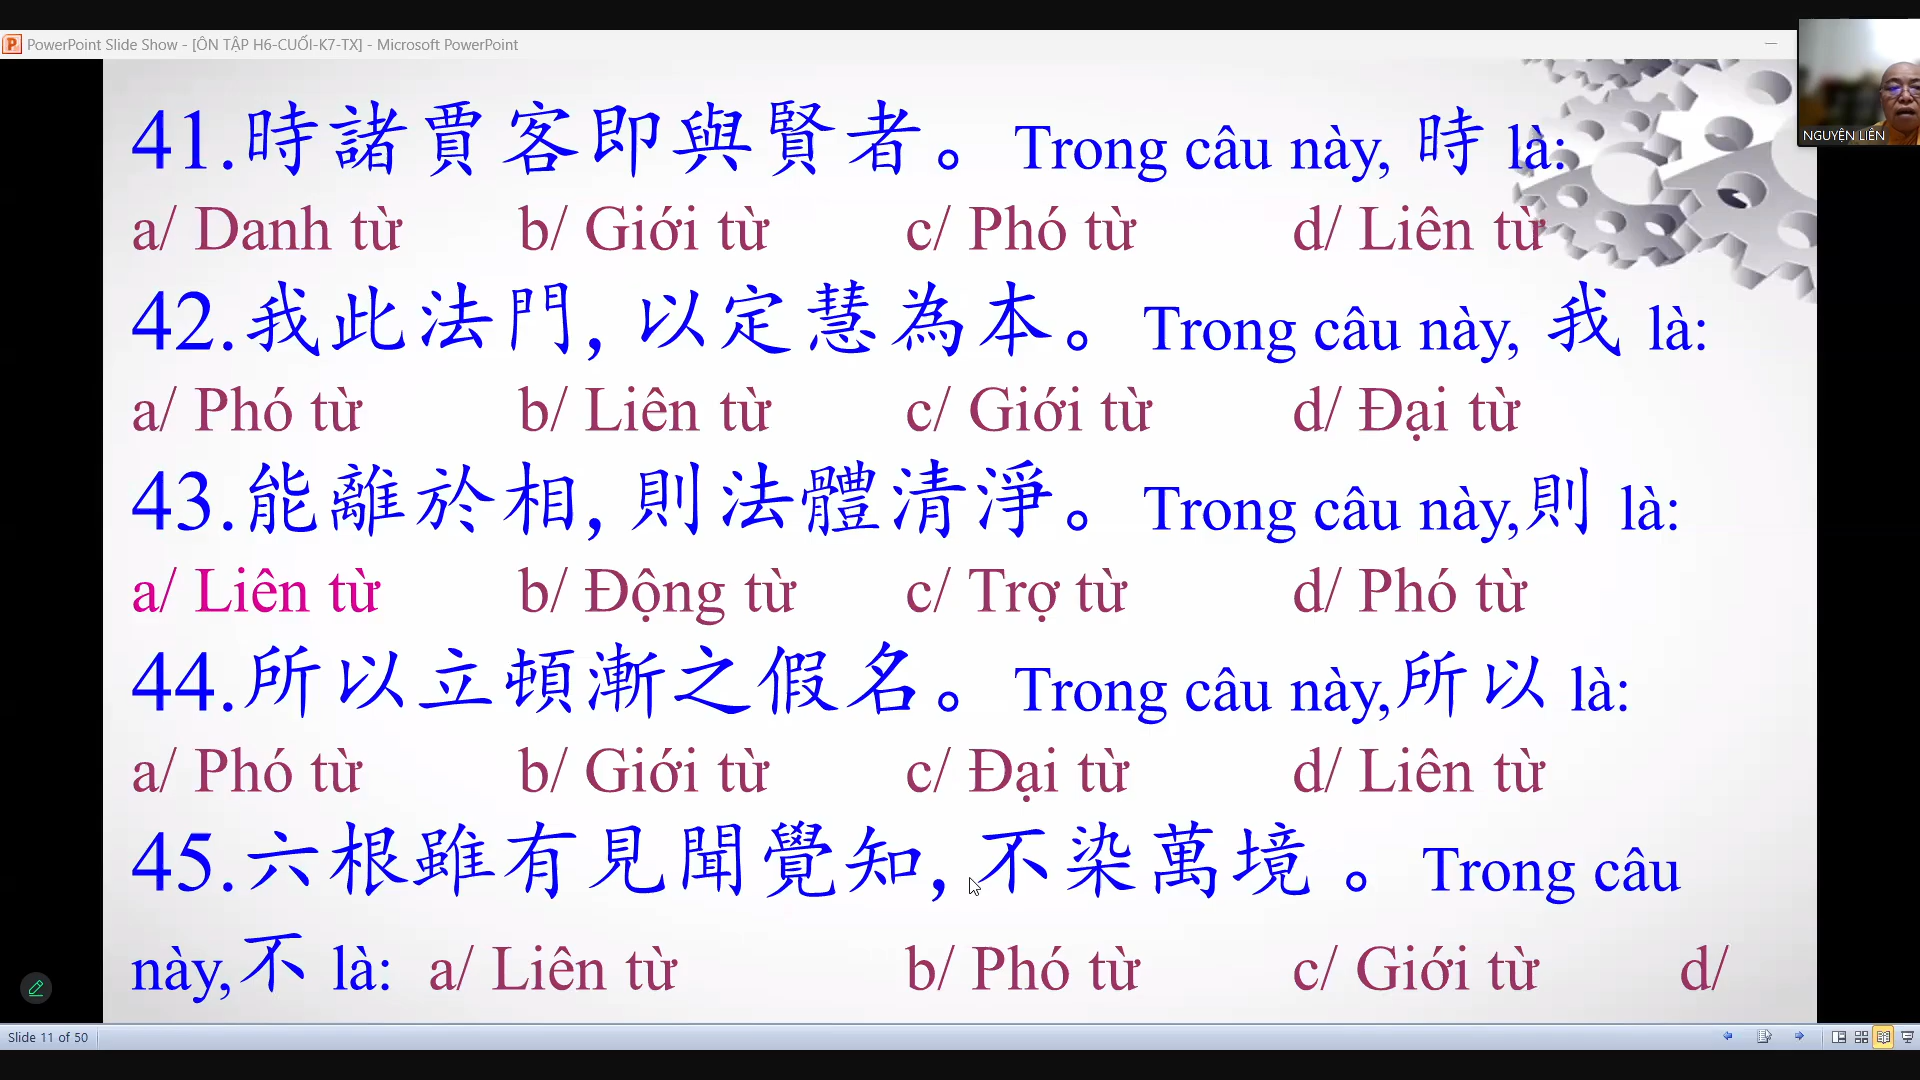 PowerPoint Slide Show - [ÔN TẬP H6-CUỐI-K7-TX] - Microsoft PowerPoint
NGUYỆN LIÊN
41.時諸賈客即與賢者。Trong câu này, 時 là:
a/ Danh từ b/ Giới từ c/ Phó từ d/ Liên từ
42.我此法門, 以定慧為本。Trong câu này, 我 là:
a/ Phó từ b/ Liên từ c/ Giới từ d/ Đại từ
43.能離於相, 則法體清淨。Trong câu này,則 là:
a/ Liên từ b/ Động từ c/ Trợ từ d/ Phó từ
44.所以立頓漸之假名。Trong câu này,所以 là:
a/ Phó từ b/ Giới từ c/ Đại từ d/ Liên từ
45.六根雖有見聞覺知, 不染萬境 。Trong câu
này,不 là: a/ Liên từ b/ Phó từ c/ Giới từ d/
Slide 11 of 50